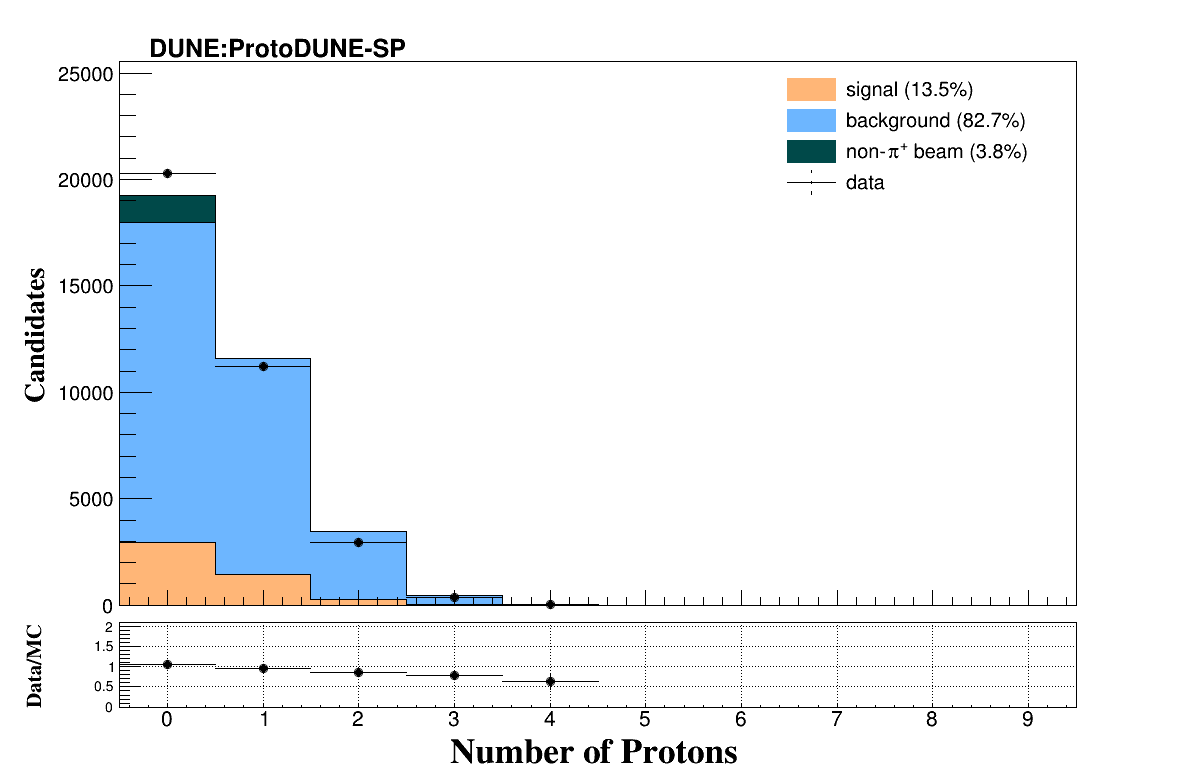 DUNE:ProtoDUNE-SP
25000
20000
15000
10000
5000
0
Candidates
signal (13.5%)
background (82.7%)
non-π⁺ beam (3.8%)
data
2
1.5
1
0.5
0
Data/MC
0 1 2 3 4 5 6 7 8 9
Number of Protons